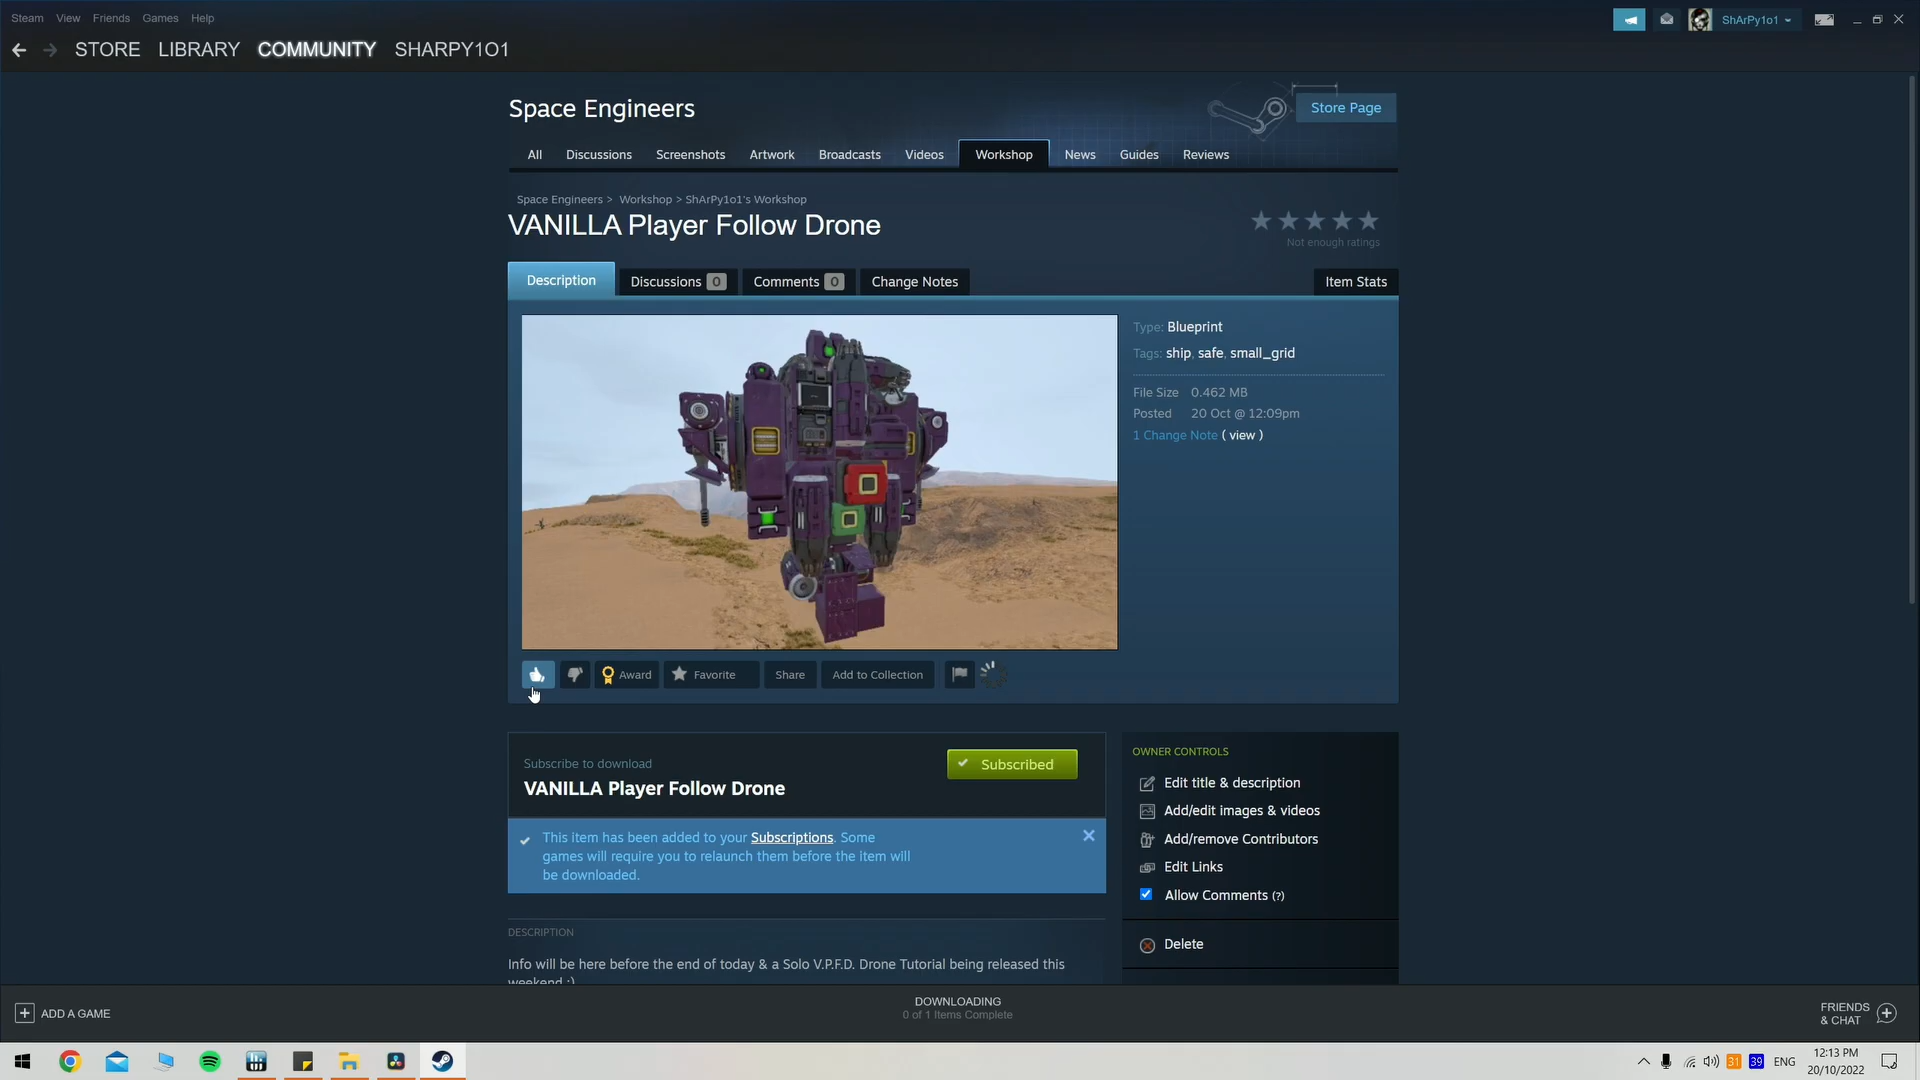 Steam View Friends Games Help
ShArPy1o1
STORE LIBRARY COMMUNITY SHARPY1O1
Space Engineers
Store Page
All Discussions Screenshots Artwork Broadcasts Videos Workshop News Guides Reviews
Space Engineers > Workshop > ShArPy1o1's Workshop
VANILLA Player Follow Drone
Not enough ratings
Description Discussions 0 Comments 0 Change Notes Item Stats
Type: Blueprint
Tags: ship, safe, small_grid
File Size 0.462 MB
Posted 20 Oct @ 12:09pm
1 Change Note ( view )
Award Favorite Share Add to Collection
Subscribe to download
VANILLA Player Follow Drone
Subscribed
This item has been added to your Subscriptions. Some
games will require you to relaunch them before the item will
be downloaded.
OWNER CONTROLS
Edit title & description
Add/edit images & videos
Add/remove Contributors
Edit Links
Allow Comments (?)
Delete
DESCRIPTION
Info will be here before the end of today & a Solo V.P.F.D. Drone Tutorial being released this
weekend :)
ADD A GAME
DOWNLOADING
0 of 1 Items Complete
FRIENDS
& CHAT
31 39 ENG
12:13 PM
20/10/2022